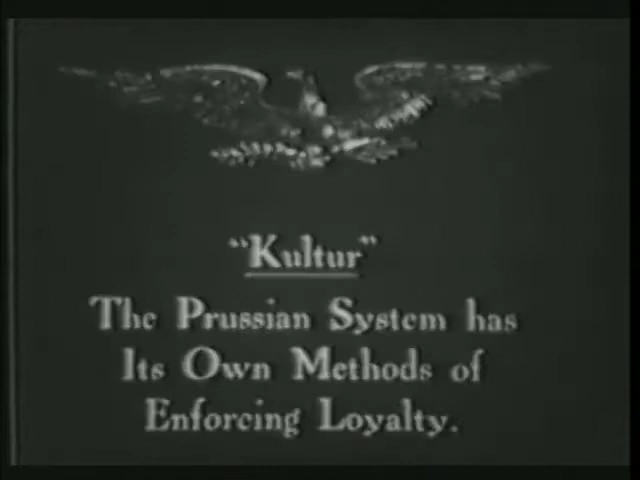 “Kultur”
The Prussian System has
Its Own Methods of
Enforcing Loyalty.